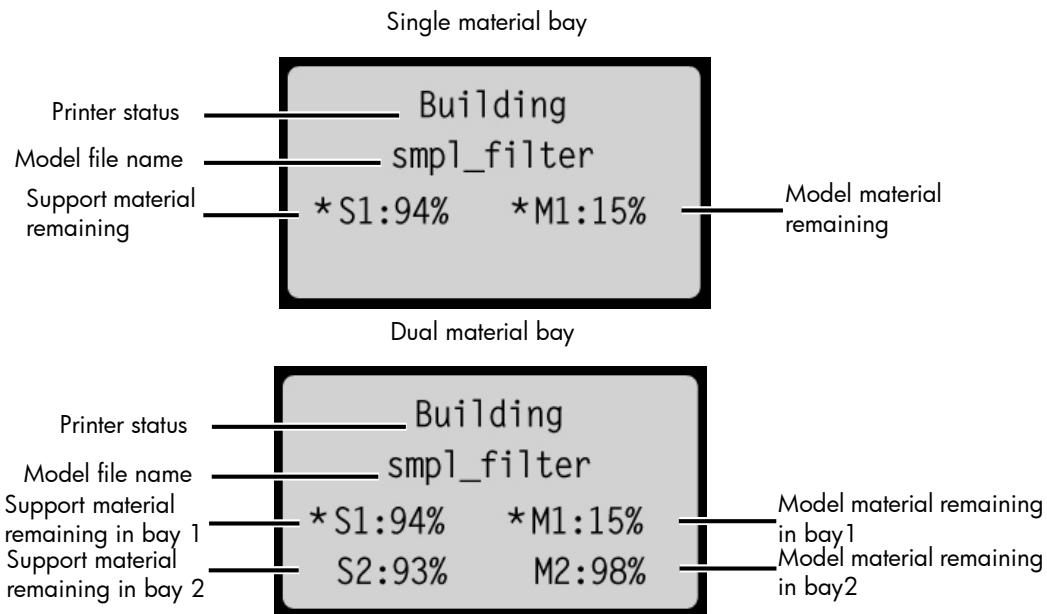 Single material bay
Printer status
Building
Model file name
smpl_filter
Support material
remaining
*S1:94% *M1:15%
Model material
remaining
Dual material bay
Printer status
Building
Model file name
smpl_filter
Support material
remaining in bay 1
*S1:94% *M1:15%
Model material remaining
in bay1
Support material
remaining in bay 2
S2:93% M2:98%
Model material remaining
in bay2